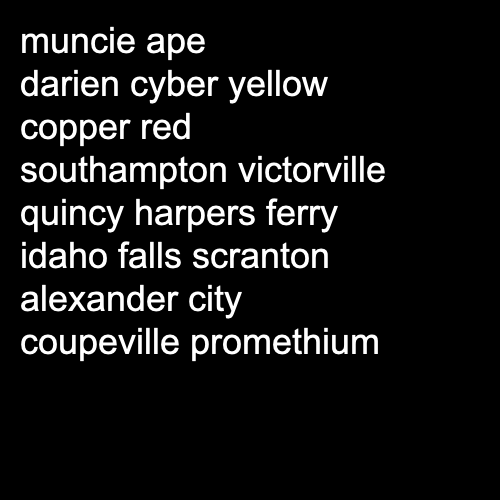 muncie ape
darien cyber yellow
copper red
southampton victorville
quincy harpers ferry
idaho falls scranton
alexander city
coupeville promethium